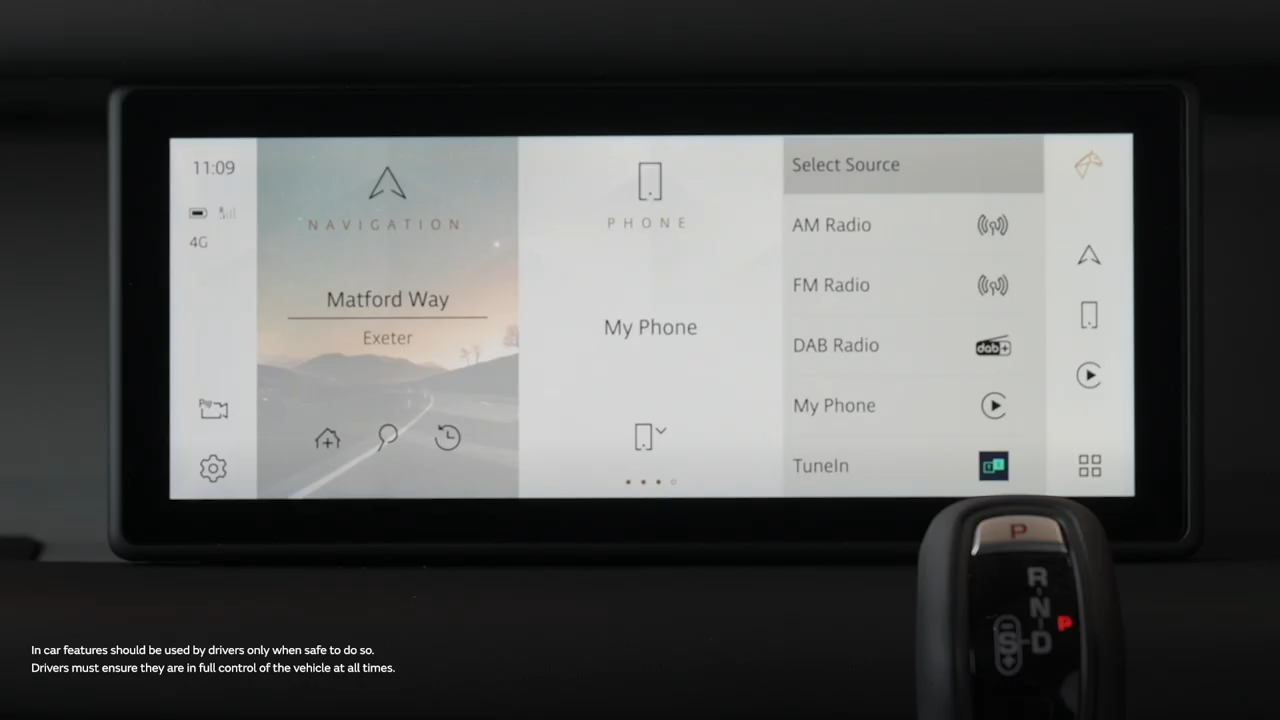 11:09
4G
NAVIGATION
Matford Way
Exeter
PHONE
My Phone
Select Source
AM Radio
FM Radio
DAB Radio
dab+
My Phone
TuneIn
P
R
N
P
S
D
In car features should be used by drivers only when safe to do so.
Drivers must ensure they are in full control of the vehicle at all times.